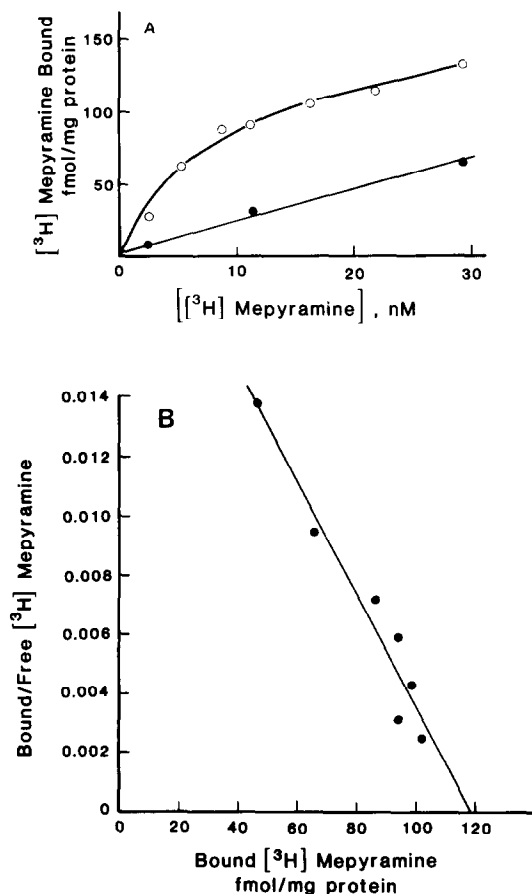 A
[³H] Mepyramine Bound
fmol/mg protein
150
100
50
0
10
20
30
[[³H] Mepyramine] , nM
B
Bound/Free [³H] Mepyramine
0.014
0.012
0.010
0.008
0.006
0.004
0.002
0
0
20
40
60
80
100
120
Bound [³H] Mepyramine
fmol/mg protein